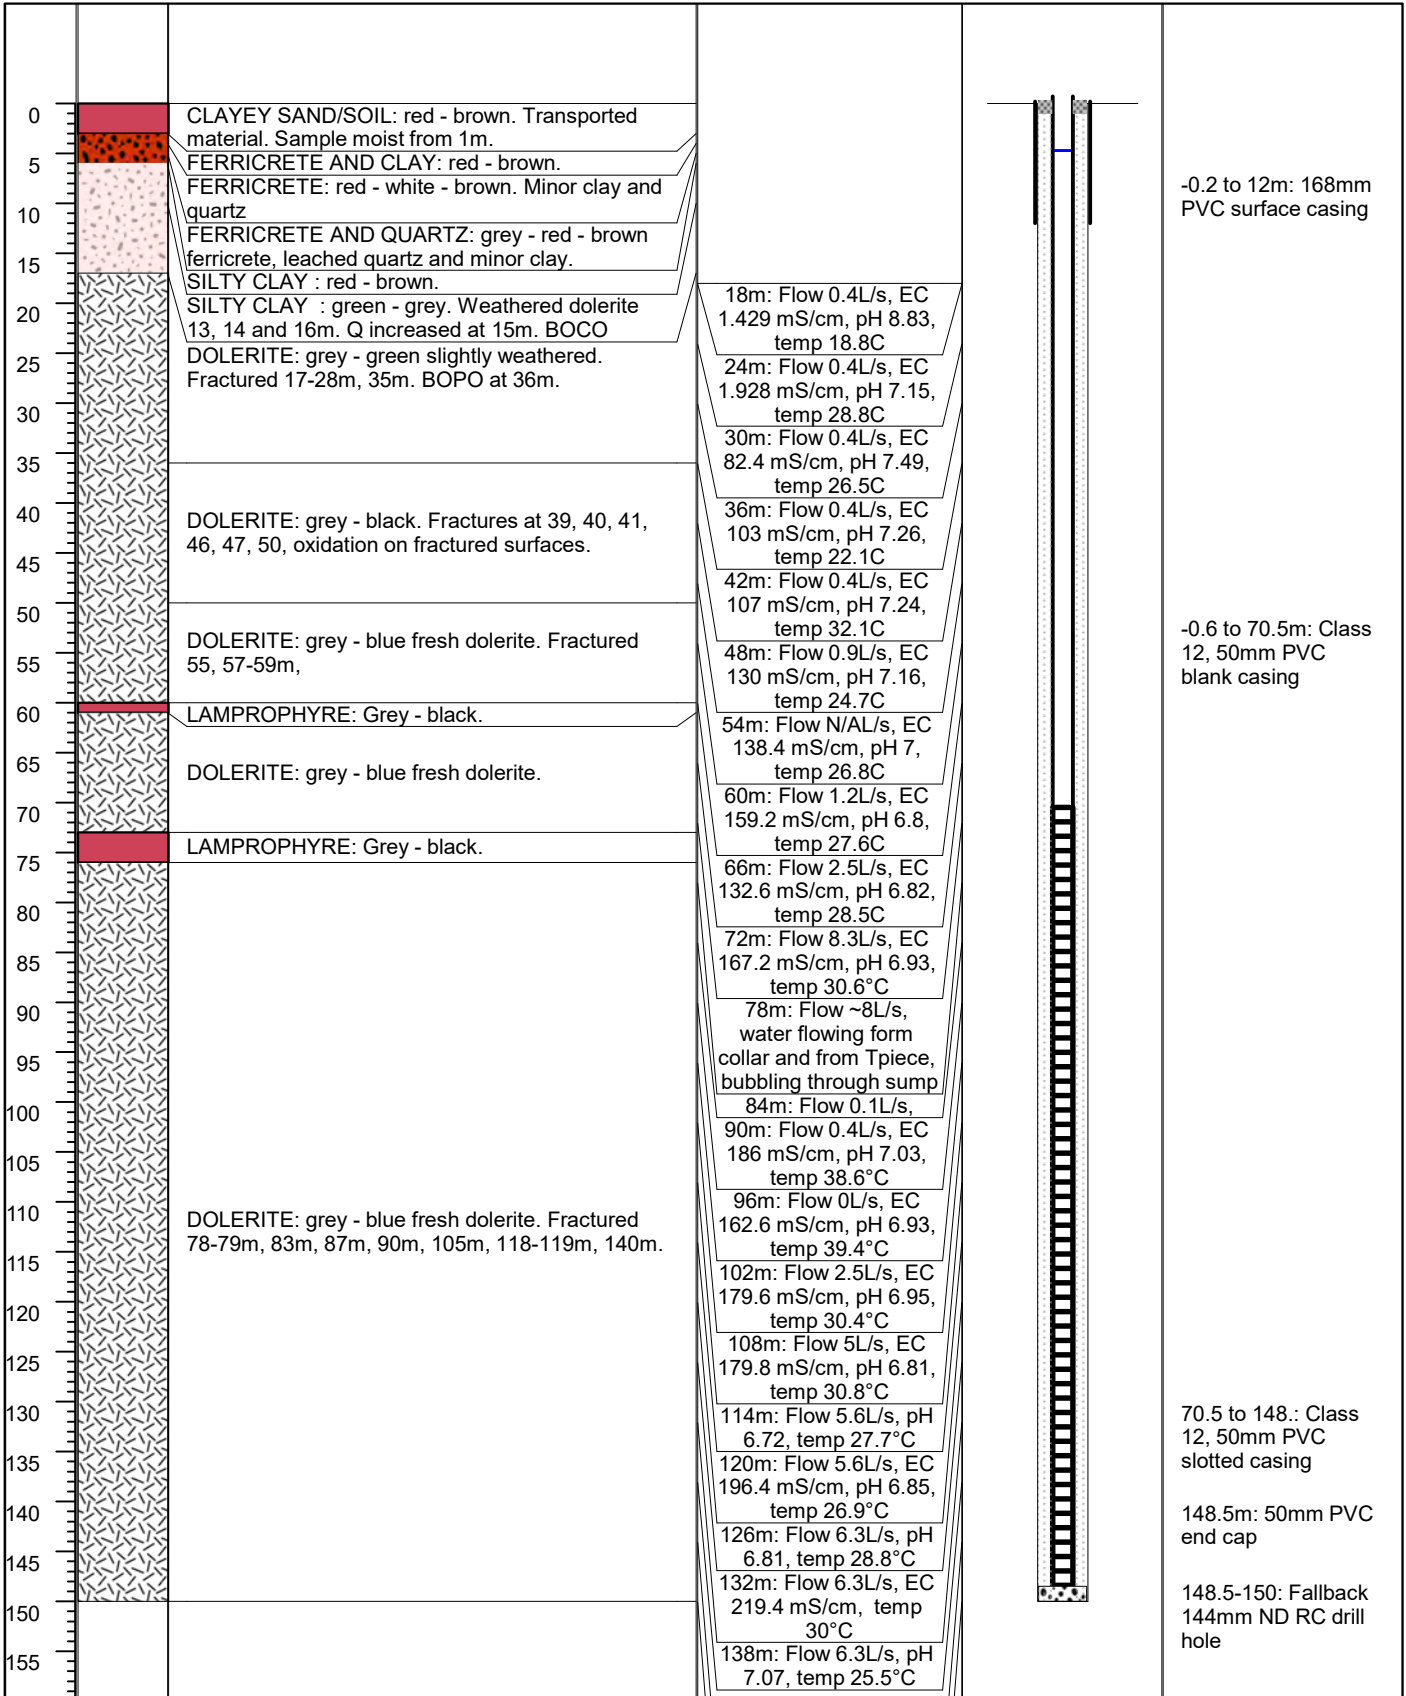 0
5
10
15
20
25
30
35
40
45
50
55
60
65
70
75
80
85
90
95
100
105
110
115
120
125
130
135
140
145
150
155
CLAYEY SAND/SOIL: red - brown. Transported
material. Sample moist from 1m.
FERRICRETE AND CLAY: red - brown.
FERRICRETE: red - white - brown. Minor clay and
quartz
FERRICRETE AND QUARTZ: grey - red - brown
ferricrete, leached quartz and minor clay.
SILTY CLAY : red - brown.
SILTY CLAY : green - grey. Weathered dolerite
13, 14 and 16m. Q increased at 15m. BOCO
DOLERITE: grey - green slightly weathered.
Fractured 17-28m, 35m. BOPO at 36m.
DOLERITE: grey - black. Fractures at 39, 40, 41,
46, 47, 50, oxidation on fractured surfaces.
DOLERITE: grey - blue fresh dolerite. Fractured
55, 57-59m,
LAMPROPHYRE: Grey - black.
DOLERITE: grey - blue fresh dolerite.
LAMPROPHYRE: Grey - black.
DOLERITE: grey - blue fresh dolerite. Fractured
78-79m, 83m, 87m, 90m, 105m, 118-119m, 140m.
18m: Flow 0.4L/s, EC
1.429 mS/cm, pH 8.83,
temp 18.8C
24m: Flow 0.4L/s, EC
1.928 mS/cm, pH 7.15,
temp 28.8C
30m: Flow 0.4L/s, EC
82.4 mS/cm, pH 7.49,
temp 26.5C
36m: Flow 0.4L/s, EC
103 mS/cm, pH 7.26,
temp 22.1C
42m: Flow 0.4L/s, EC
107 mS/cm, pH 7.24,
temp 32.1C
48m: Flow 0.9L/s, EC
130 mS/cm, pH 7.16,
temp 24.7C
54m: Flow N/AL/s, EC
138.4 mS/cm, pH 7,
temp 26.8C
60m: Flow 1.2L/s, EC
159.2 mS/cm, pH 6.8,
temp 27.6C
66m: Flow 2.5L/s, EC
132.6 mS/cm, pH 6.82,
temp 28.5C
72m: Flow 8.3L/s, EC
167.2 mS/cm, pH 6.93,
temp 30.6°C
78m: Flow ~8L/s,
water flowing form
collar and from Tpiece,
bubbling through sump
84m: Flow 0.1L/s,
90m: Flow 0.4L/s, EC
186 mS/cm, pH 7.03,
temp 38.6°C
96m: Flow 0L/s, EC
162.6 mS/cm, pH 6.93,
temp 39.4°C
102m: Flow 2.5L/s, EC
179.6 mS/cm, pH 6.95,
temp 30.4°C
108m: Flow 5L/s, EC
179.8 mS/cm, pH 6.81,
temp 30.8°C
114m: Flow 5.6L/s, pH
6.72, temp 27.7°C
120m: Flow 5.6L/s, EC
196.4 mS/cm, pH 6.85,
temp 26.9°C
126m: Flow 6.3L/s, pH
6.81, temp 28.8°C
132m: Flow 6.3L/s, EC
219.4 mS/cm, temp
30°C
138m: Flow 6.3L/s, pH
7.07, temp 25.5°C
-0.2 to 12m: 168mm
PVC surface casing
-0.6 to 70.5m: Class
12, 50mm PVC
blank casing
70.5 to 148.: Class
12, 50mm PVC
slotted casing
148.5m: 50mm PVC
end cap
148.5-150: Fallback
144mm ND RC drill
hole